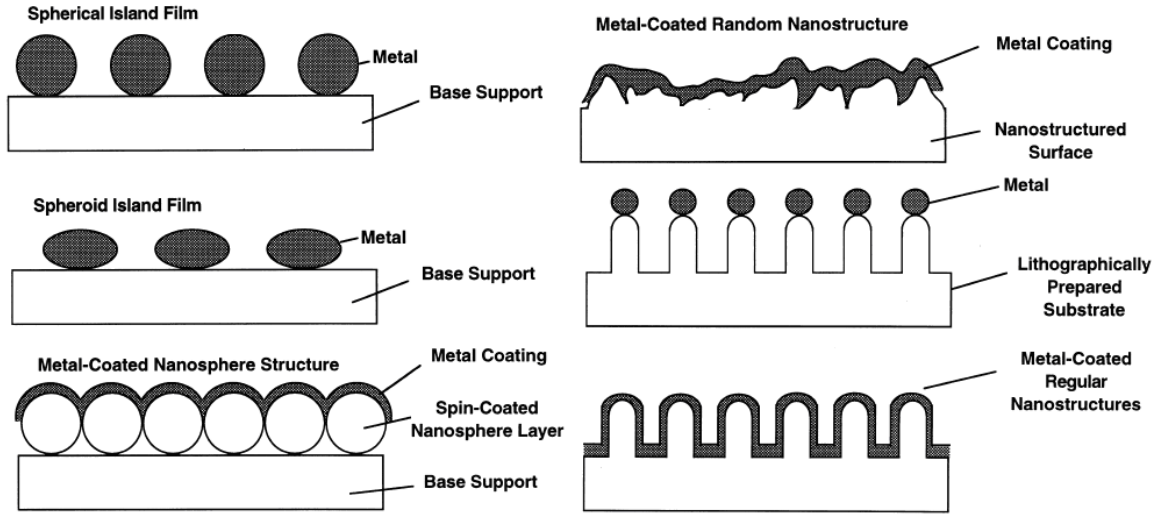 Spherical Island Film
Metal
Base Support
Spheroid Island Film
Metal
Base Support
Metal-Coated Nanosphere Structure
Metal Coating
Spin-Coated
Nanosphere Layer
Base Support
Metal-Coated Random Nanostructure
Metal Coating
Nanostructured
Surface
Metal
Lithographically
Prepared
Substrate
Metal-Coated
Regular
Nanostructures